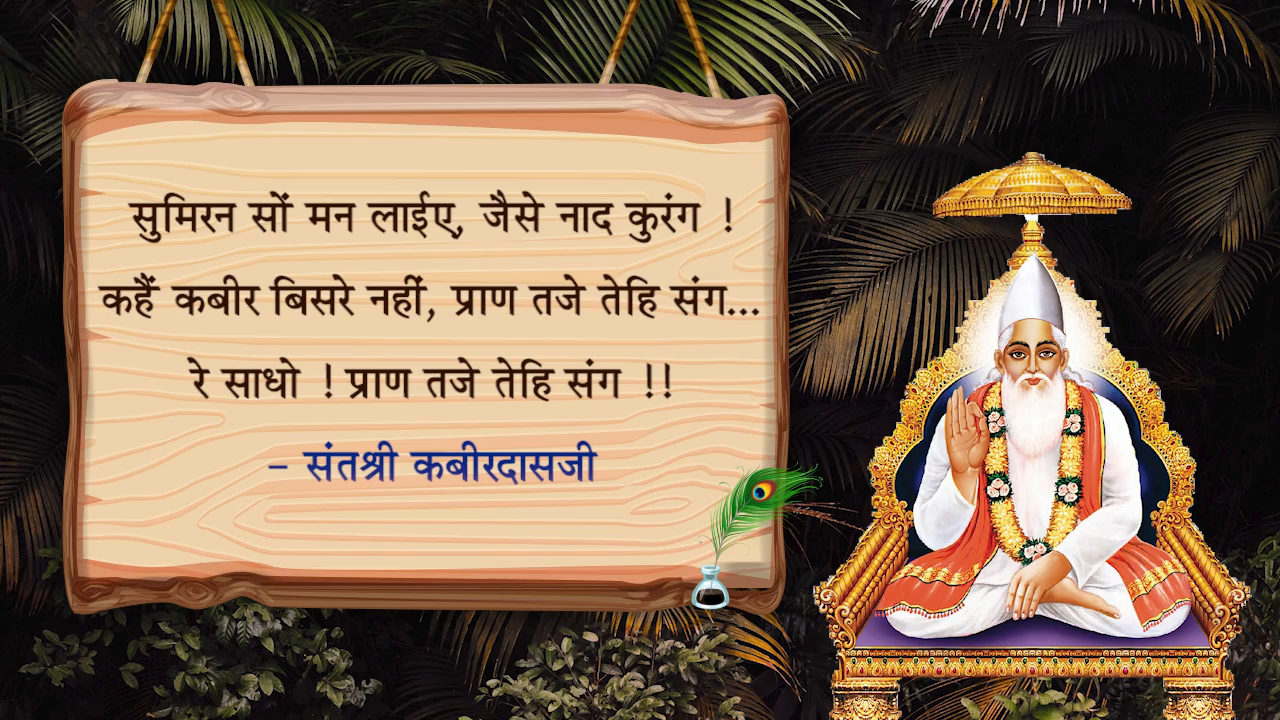 सुमिरन सों मन लाईए, जैसे नाद कुरंग !
कहैं कबीर बिसरे नहीं, प्राण तजे तेहि संग...
रे साधो ! प्राण तजे तेहि संग !!
– संतश्री कबीरदासजी